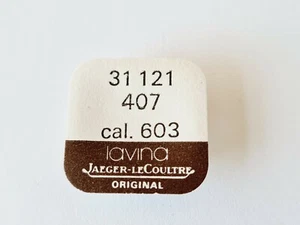 31 121
407
cal. 603
lavina
JAEGER-LECOULTRE
ORIGINAL